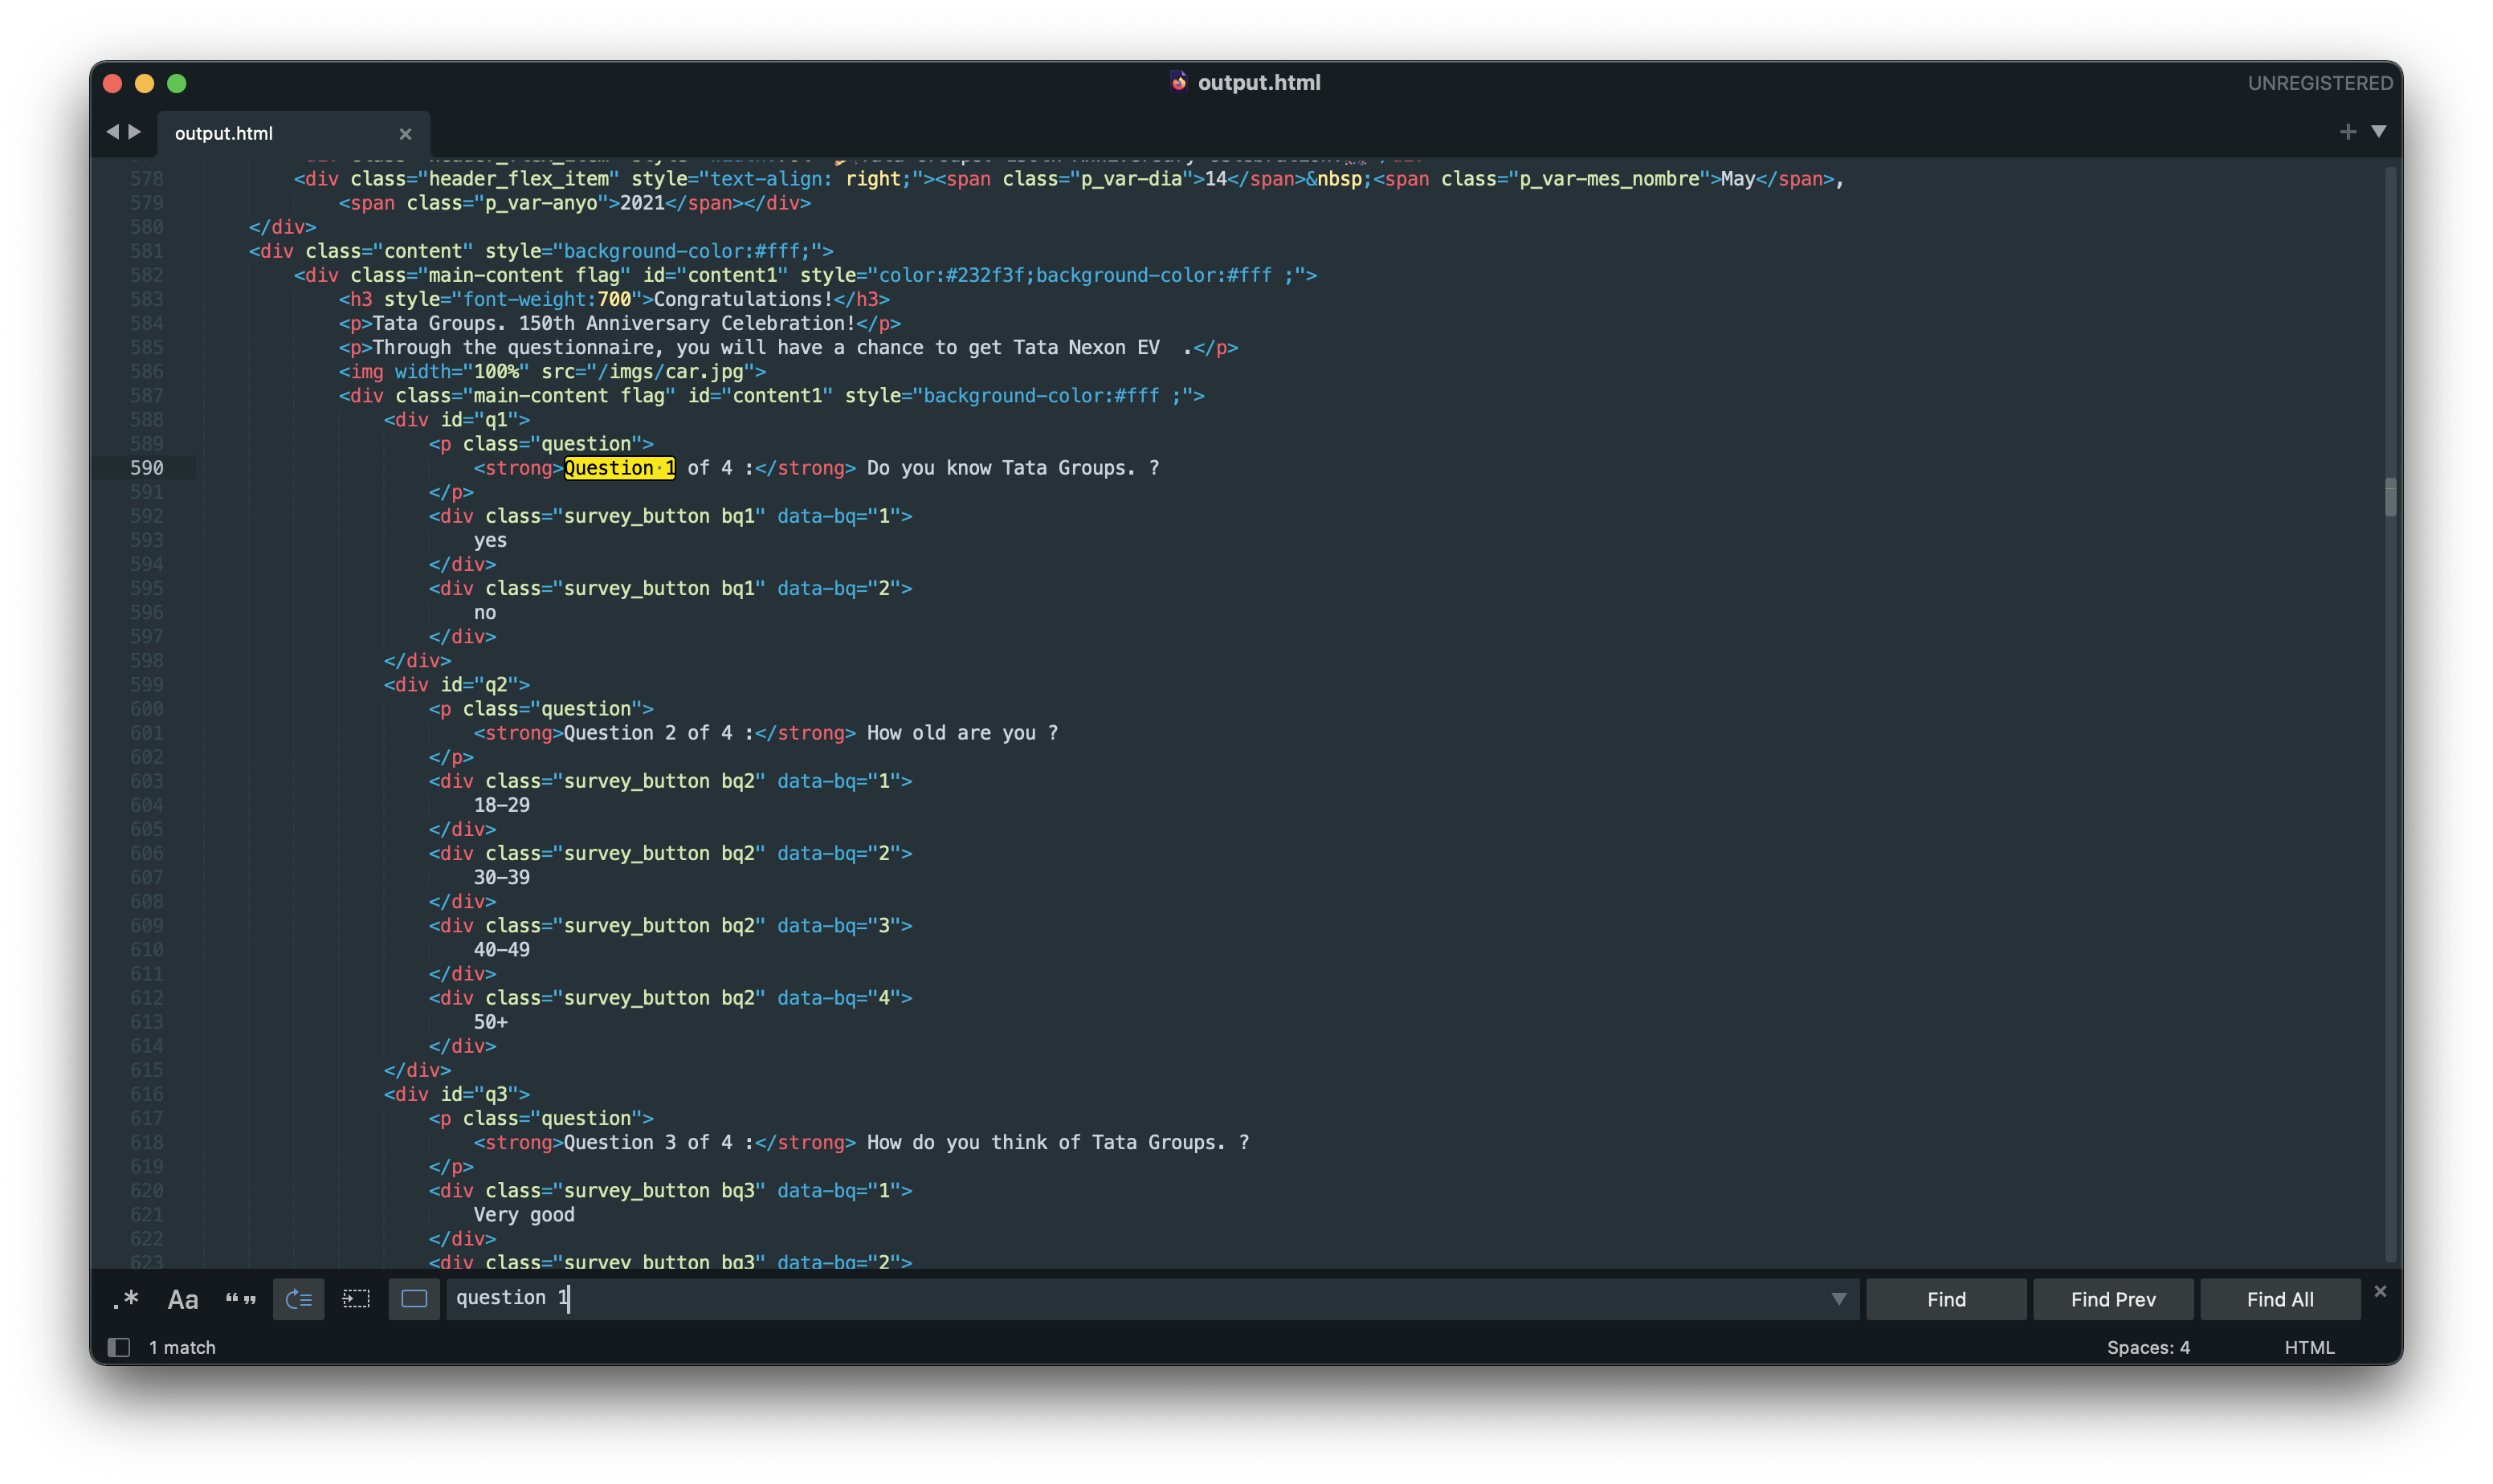 output.html
UNREGISTERED
output.html
578 <div class="header_flex_item" style="text-align: right;"><span class="p_var-dia">14</span>&nbsp;<span class="p_var-mes_nombre">May</span>,
579 <span class="p_var-anyo">2021</span></div>
580 </div>
581 <div class="content" style="background-color:#fff;">
582 <div class="main-content flag" id="content1" style="color:#232f3f;background-color:#fff ;">
583 <h3 style="font-weight:700">Congratulations!</h3>
584 <p>Tata Groups. 150th Anniversary Celebration!</p>
585 <p>Through the questionnaire, you will have a chance to get Tata Nexon EV  .</p>
586 <img width="100%" src="/imgs/car.jpg">
587 <div class="main-content flag" id="content1" style="background-color:#fff ;">
588 <div id="q1">
589 <p class="question">
590 <strong>Question 1 of 4 :</strong> Do you know Tata Groups. ?
591 </p>
592 <div class="survey_button bq1" data-bq="1">
593 yes
594 </div>
595 <div class="survey_button bq1" data-bq="2">
596 no
597 </div>
598 </div>
599 <div id="q2">
600 <p class="question">
601 <strong>Question 2 of 4 :</strong> How old are you ?
602 </p>
603 <div class="survey_button bq2" data-bq="1">
604 18-29
605 </div>
606 <div class="survey_button bq2" data-bq="2">
607 30-39
608 </div>
609 <div class="survey_button bq2" data-bq="3">
610 40-49
611 </div>
612 <div class="survey_button bq2" data-bq="4">
613 50+
614 </div>
615 </div>
616 <div id="q3">
617 <p class="question">
618 <strong>Question 3 of 4 :</strong> How do you think of Tata Groups. ?
619 </p>
620 <div class="survey_button bq3" data-bq="1">
621 Very good
622 </div>
623 <div class="survey_button bq3" data-bq="2">
.* Aa “” question 1 Find Find Prev Find All
1 match Spaces: 4 HTML